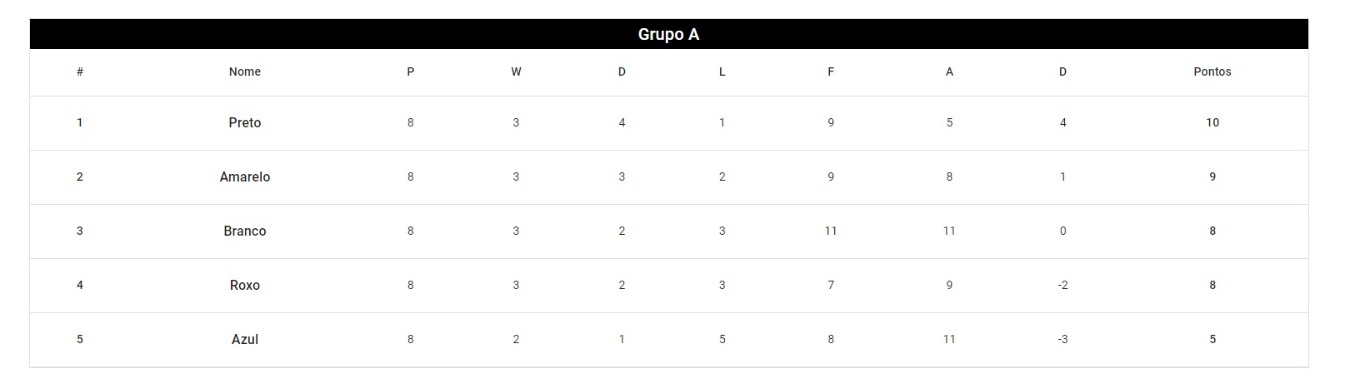 Grupo A
# Nome P W D L F A D Pontos
1 Preto 8 3 4 1 9 5 4 10
2 Amarelo 8 3 3 2 9 8 1 9
3 Branco 8 3 2 3 11 11 0 8
4 Roxo 8 3 2 3 7 9 -2 8
5 Azul 8 2 1 5 8 11 -3 5